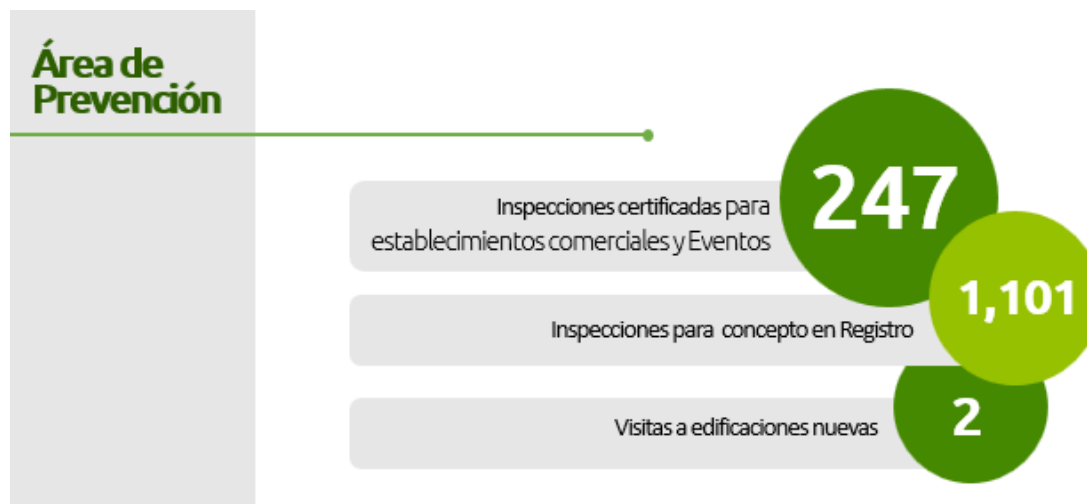 Área de
Prevención
Inspecciones certificadas para
establecimientos comerciales y Eventos
247
Inspecciones para concepto en Registro
1,101
Visitas a edificaciones nuevas
2